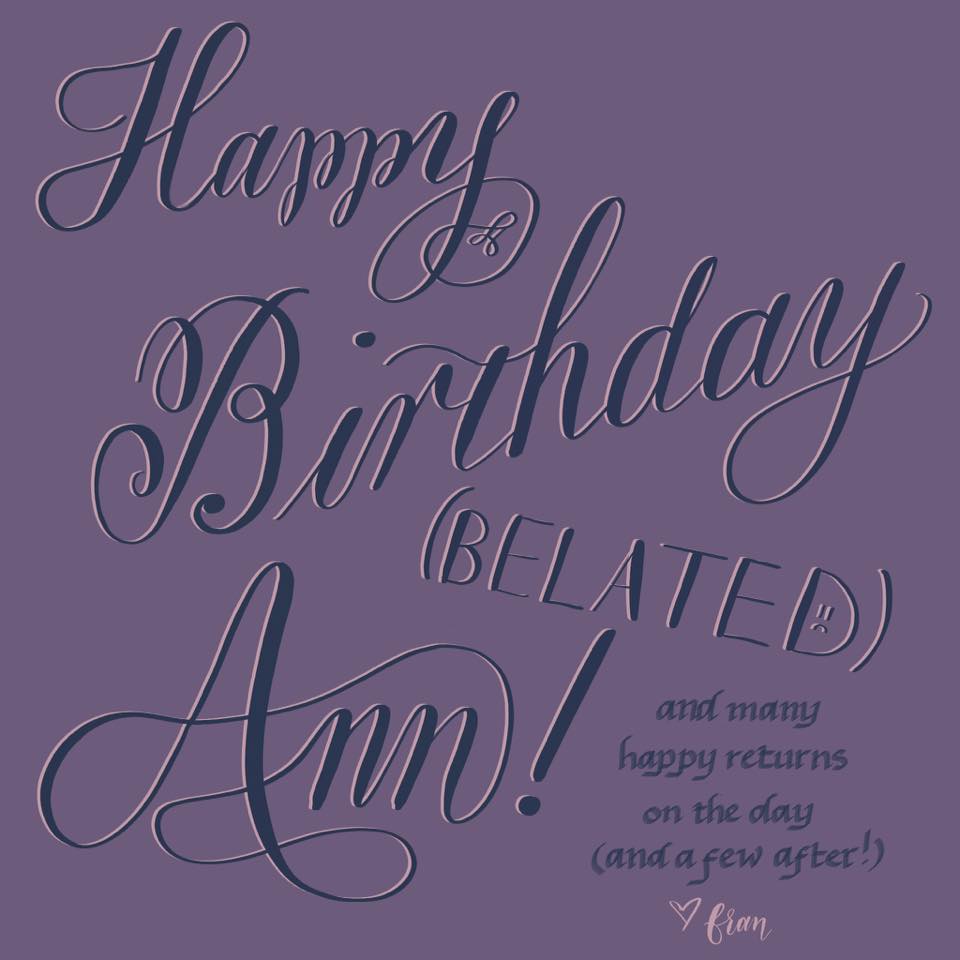 Happy
Birthday
(BELATED)
Ann!
and many
happy returns
on the day
(and a few after!)
♡ fran